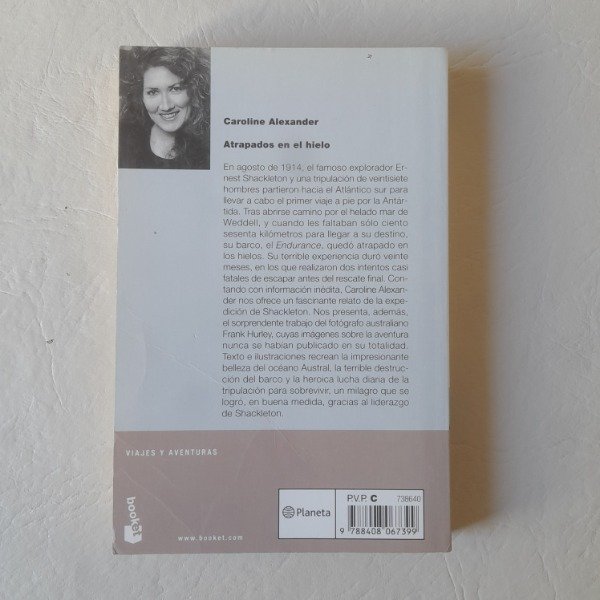 Caroline Alexander
Atrapados en el hielo
En agosto de 1914, el famoso explorador Er-
nest Shackleton y una tripulación de veintisiete
hombres partieron hacia el Atlántico sur para
llevar a cabo el primer viaje a pie por la Antár-
tida. Tras abrirse camino por el helado mar de
Weddell, y cuando les faltaban sólo ciento
sesenta kilómetros para llegar a su destino,
su barco, el Endurance, quedó atrapado en
los hielos. Su terrible experiencia duró veinte
meses, en los que realizaron dos intentos casi
fatales de escapar antes del rescate final. Con-
tando con información inédita, Caroline Alexan-
der nos ofrece un fascinante relato de la expe-
dición de Shackleton. Nos presenta, además,
el sorprendente trabajo del fotógrafo australiano
Frank Hurley, cuyas imágenes sobre la aventura
nunca se habían publicado en su totalidad.
Texto e ilustraciones recrean la impresionante
belleza del océano Austral, la terrible destruc-
ción del barco y la heroica lucha diaria de la
tripulación para sobrevivir, un milagro que se
logró, en buena medida, gracias al liderazgo
de Shackleton.
VIAJES Y AVENTURAS
booket
www.booket.com
Planeta
P.V.P. C 738640
9 788408 067399